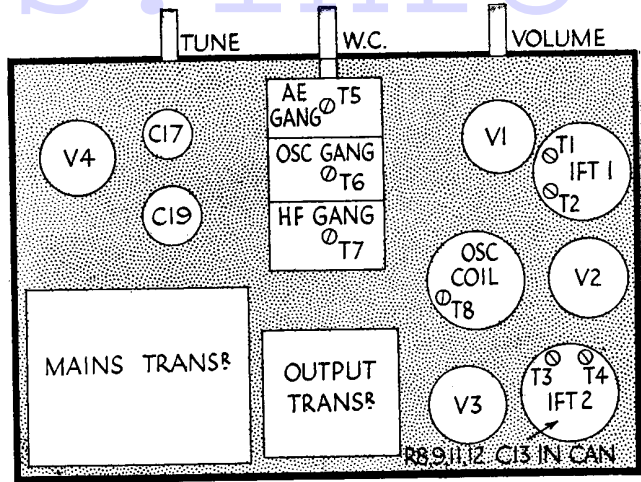 TUNE
W.C.
VOLUME
AE
GANG
T5
OSC GANG
T6
HF GANG
T7
V4
C17
C19
V1
T1
IFT 1
T2
OSC
COIL
T8
V2
MAINS TRANSR
OUTPUT
TRANSR
V3
T3 T4
IFT 2
R8.9.11.12 C13 IN CAN